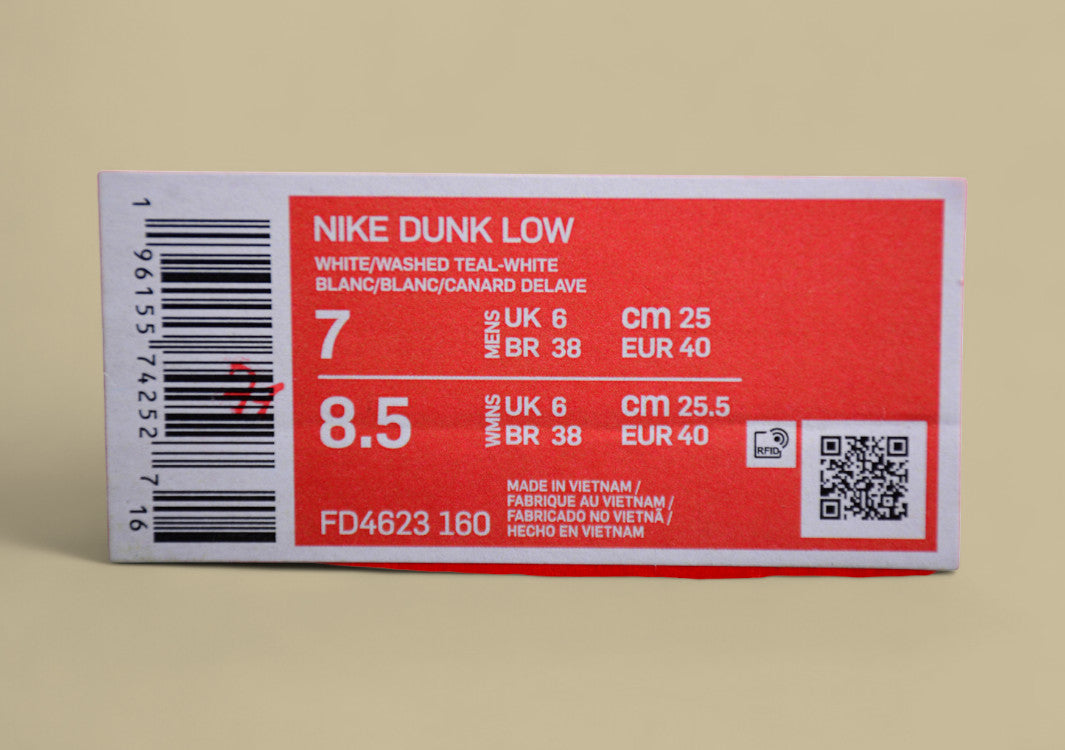 1
96155
74252
7
16
NIKE DUNK LOW
WHITE/WASHED TEAL-WHITE
BLANC/BLANC/CANARD DELAVE
7 MENS UK 6 cm 25
BR 38 EUR 40
8.5 WMNS UK 6 cm 25.5
BR 38 EUR 40
RFID
MADE IN VIETNAM /
FABRIQUE AU VIETNAM /
FABRICADO NO VIETNÃ /
HECHO EN VIETNAM
FD4623 160